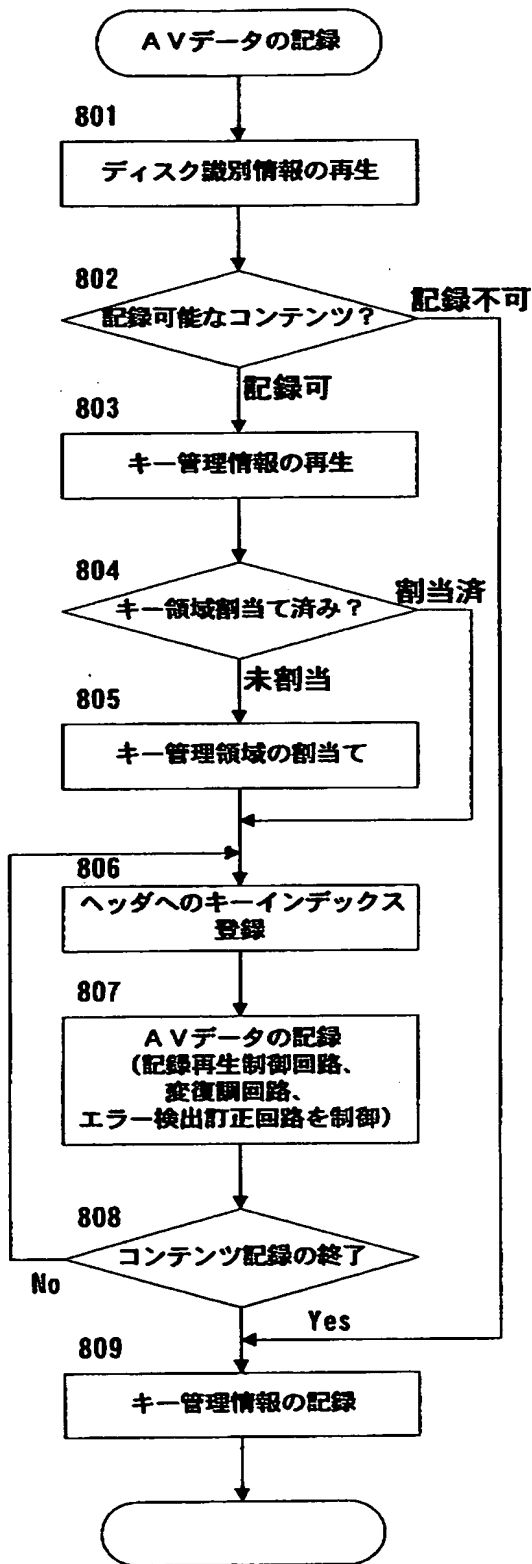 AVデータの記録
801
ディスク識別情報の再生
802
記録可能なコンテンツ?
記録不可
記録可
803
キー管理情報の再生
804
キー領域割当て済み?
割当済
未割当
805
キー管理領域の割当て
806
ヘッダへのキーインデックス
登録
807
AVデータの記録
(記録再生制御回路、
変復調回路、
エラー検出訂正回路を制御)
808
コンテンツ記録の終了
No
Yes
809
キー管理情報の記録